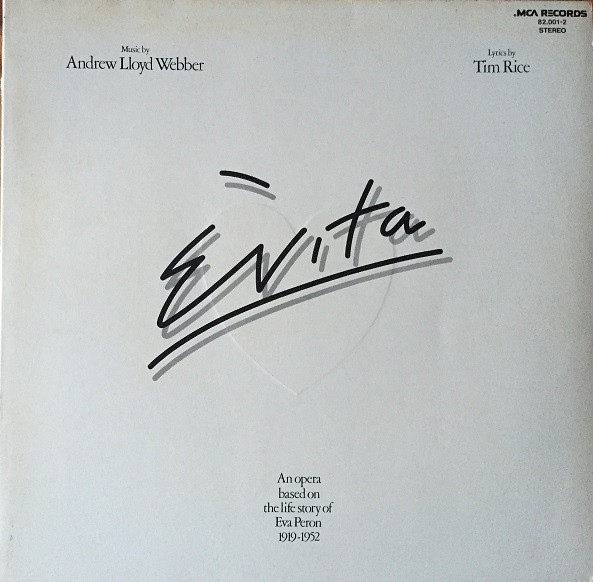 .MCA RECORDS
82.001-2
STEREO
Music by
Andrew Lloyd Webber
Lyrics by
Tim Rice
Evita
An opera
based on
the life story of
Eva Peron
1919-1952